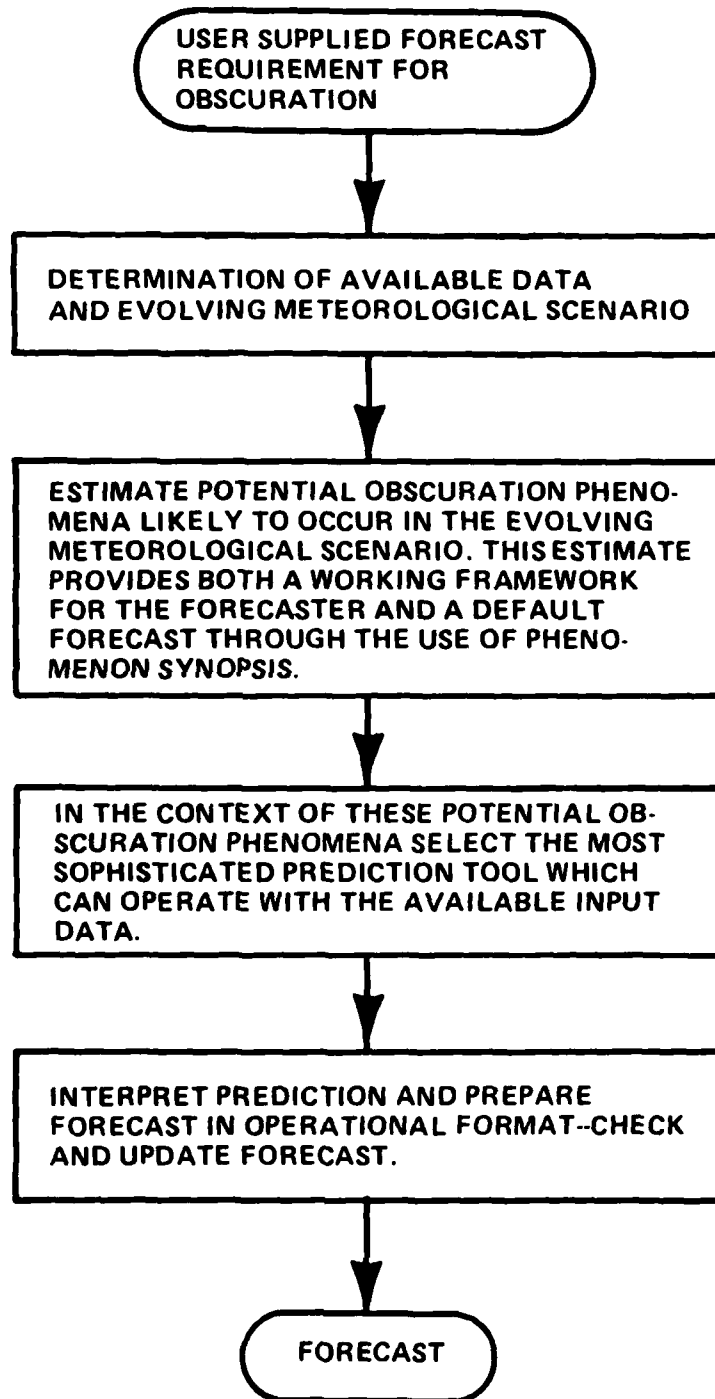 USER SUPPLIED FORECAST
REQUIREMENT FOR
OBSCURATION
DETERMINATION OF AVAILABLE DATA
AND EVOLVING METEOROLOGICAL SCENARIO
ESTIMATE POTENTIAL OBSCURATION PHENO-
MENA LIKELY TO OCCUR IN THE EVOLVING
METEOROLOGICAL SCENARIO. THIS ESTIMATE
PROVIDES BOTH A WORKING FRAMEWORK
FOR THE FORECASTER AND A DEFAULT
FORECAST THROUGH THE USE OF PHENO-
MENON SYNOPSIS.
IN THE CONTEXT OF THESE POTENTIAL OB-
SCURATION PHENOMENA SELECT THE MOST
SOPHISTICATED PREDICTION TOOL WHICH
CAN OPERATE WITH THE AVAILABLE INPUT
DATA.
INTERPRET PREDICTION AND PREPARE
FORECAST IN OPERATIONAL FORMAT--CHECK
AND UPDATE FORECAST.
FORECAST